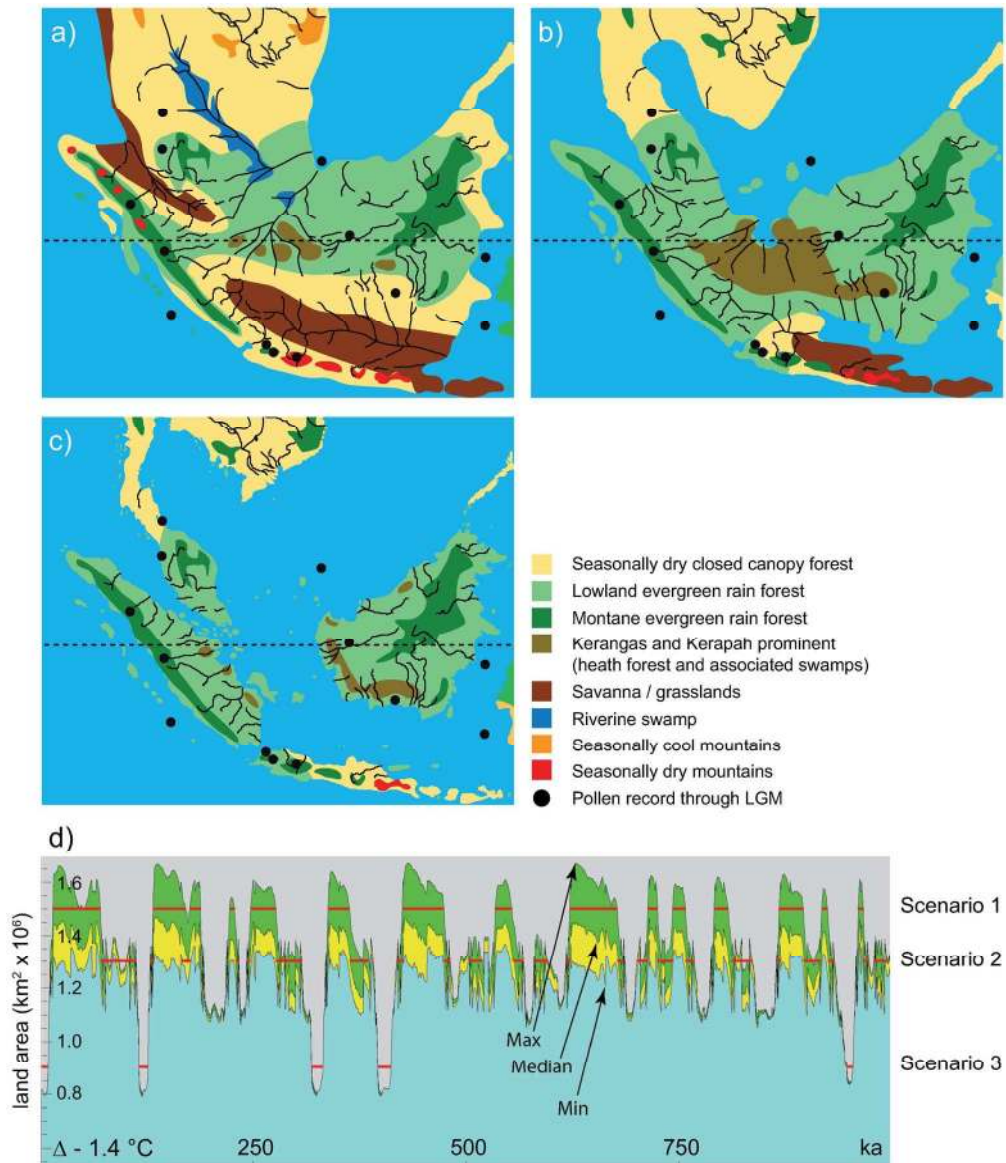 a)
b)
c)
Seasonally dry closed canopy forest
Lowland evergreen rain forest
Montane evergreen rain forest
Kerangas and Kerapah prominent
(heath forest and associated swamps)
Savanna / grasslands
Riverine swamp
Seasonally cool mountains
Seasonally dry mountains
Pollen record through LGM
d)
land area (km² x 10⁶)
1.6
1.4
1.2
1.0
0.8
Scenario 1
Scenario 2
Scenario 3
Max
Median
Min
Δ - 1.4 °C
250
500
750
ka